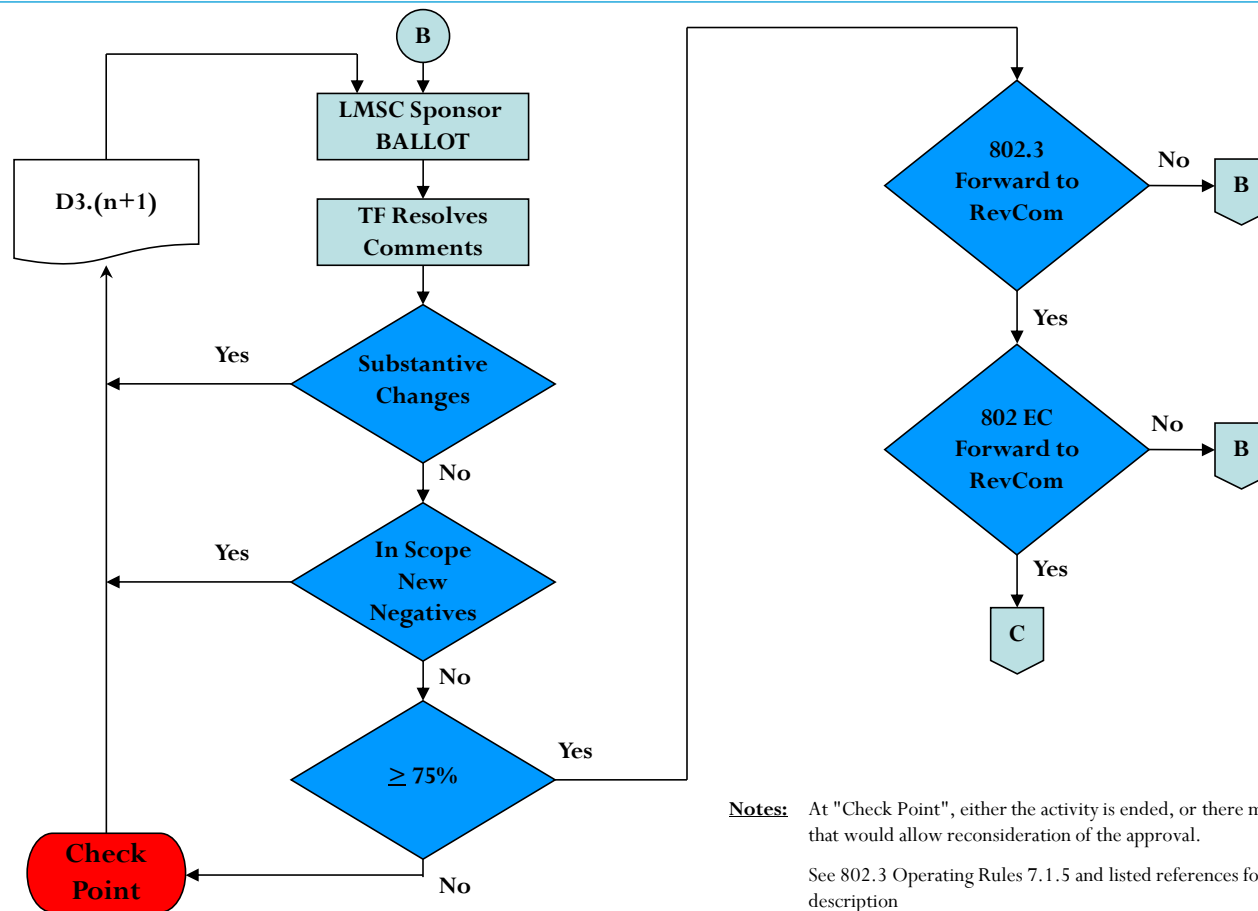 B
LMSC Sponsor
BALLOT
D3.(n+1)
TF Resolves
Comments
Yes
Substantive
Changes
No
Yes
In Scope
New
Negatives
No
≥ 75%
Yes
No
Check
Point
802.3
Forward to
RevCom
No
B
Yes
802 EC
Forward to
RevCom
No
B
Yes
C
Notes: At "Check Point", either the activity is ended, or there
that would allow reconsideration of the approval.
See 802.3 Operating Rules 7.1.5 and listed references
description